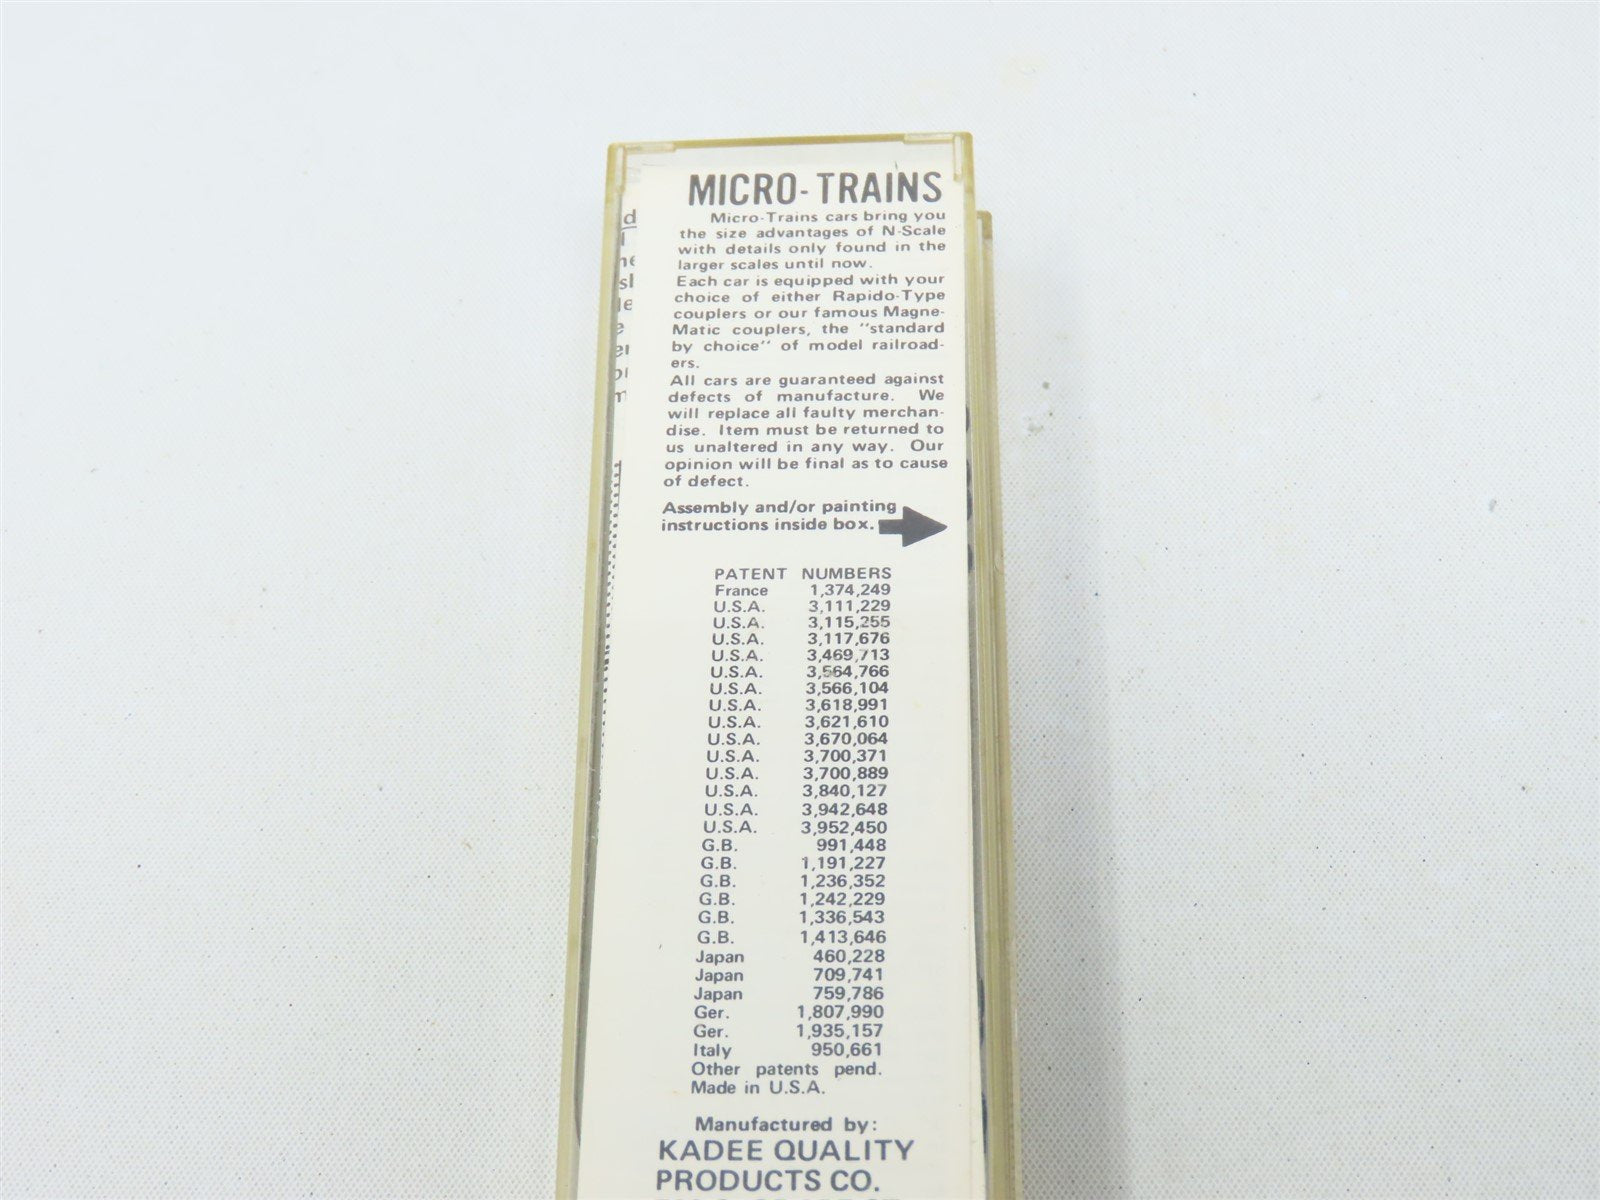 MICRO-TRAINS
Micro-Trains cars bring you
the size advantages of N-Scale
with details only found in the
larger scales until now.
Each car is equipped with your
choice of either Rapido-Type
couplers or our famous Magne-
Matic couplers, the "standard
by choice" of model railroad-
ers.
All cars are guaranteed against
defects of manufacture. We
will replace all faulty merchan-
dise. Item must be returned to
us unaltered in any way. Our
opinion will be final as to cause
of defect.
Assembly and/or painting
instructions inside box.
PATENT NUMBERS
France 1,374,249
U.S.A. 3,111,229
U.S.A. 3,115,255
U.S.A. 3,117,676
U.S.A. 3,469,713
U.S.A. 3,564,766
U.S.A. 3,566,104
U.S.A. 3,618,991
U.S.A. 3,621,610
U.S.A. 3,670,064
U.S.A. 3,700,371
U.S.A. 3,700,889
U.S.A. 3,840,127
U.S.A. 3,942,648
U.S.A. 3,952,450
G.B. 991,448
G.B. 1,191,227
G.B. 1,236,352
G.B. 1,242,229
G.B. 1,336,543
G.B. 1,413,646
Japan 460,228
Japan 709,741
Japan 759,786
Ger. 1,807,990
Ger. 1,935,157
Italy 950,661
Other patents pend.
Made in U.S.A.
Manufactured by:
KADEE QUALITY
PRODUCTS CO.